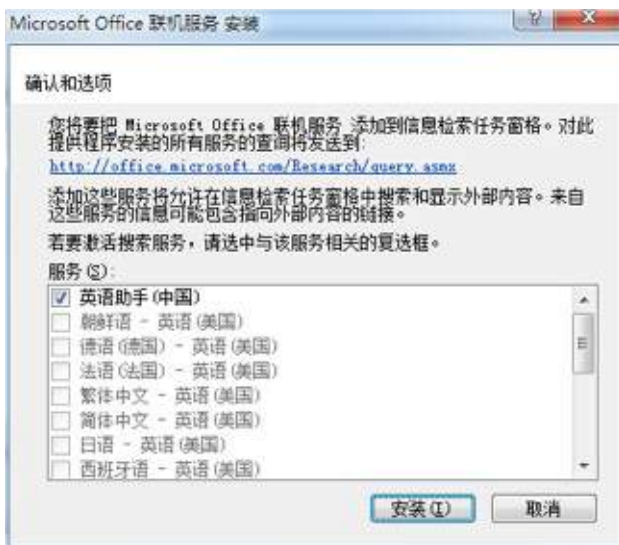 Microsoft Office 联机服务 安装
确认和选项
您将要把 Microsoft Office 联机服务 添加到信息检索任务窗格。对此
提供程序安装的所有服务的查询将发送到:
http://office.microsoft.com/Research/query.asmx
添加这些服务将允许在信息检索任务窗格中搜索和显示外部内容。来自
这些服务的信息可能包含指向外部内容的链接。
若要激活搜索服务，请选中与该服务相关的复选框。
服务(S):
英语助手(中国)
朝鲜语 - 英语(美国)
德语(德国) - 英语(美国)
法语(法国) - 英语(美国)
繁体中文 - 英语(美国)
简体中文 - 英语(美国)
日语 - 英语(美国)
西班牙语 - 英语(美国)
安装(I) 取消